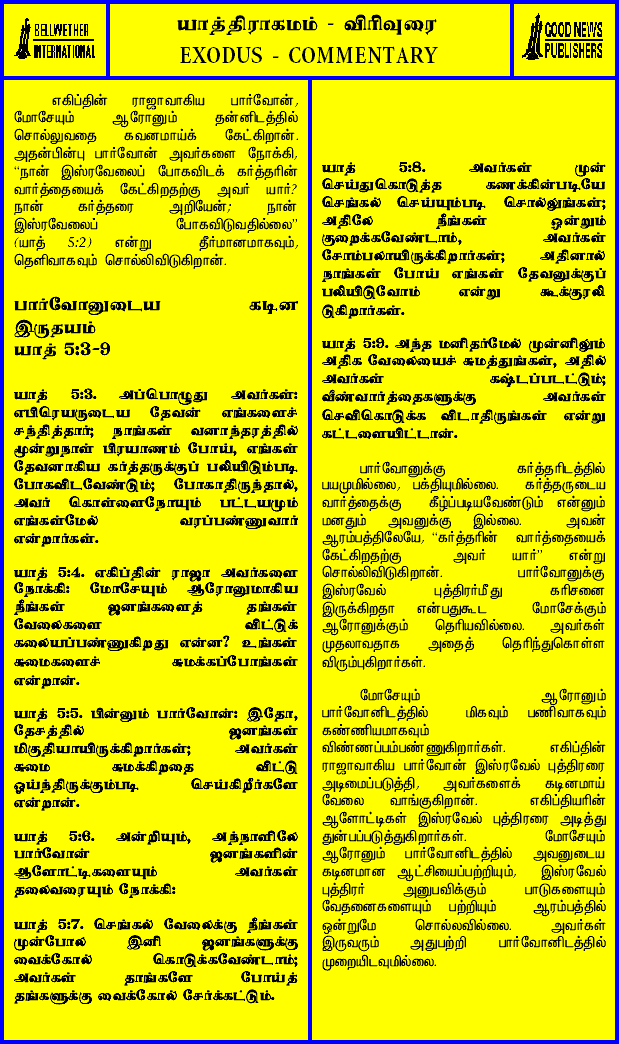 BELLWETHER
INTERNATIONAL
யாத்திராகமம் - விரிவுரை
EXODUS - COMMENTARY
GOOD NEWS
PUBLISHERS
எகிப்தின் ராஜாவாகிய பார்வோன்,
மோசேயும் ஆரோனும் தன்னிடத்தில்
சொல்லுவதை கவனமாய்க் கேட்கிறான்.
அதன்பின்பு பார்வோன் அவர்களை நோக்கி,
“நான் இஸ்ரவேலைப் போகவிடக் கர்த்தரின்
வார்த்தையைக் கேட்கிறதற்கு அவர் யார்?
நான் கர்த்தரை அறியேன்; நான்
இஸ்ரவேலைப் போகவிடுவதில்லை”
(யாத் 5:2) என்று தீர்மானமாகவும்,
தெளிவாகவும் சொல்லிவிடுகிறான்.
பார்வோனுடைய கடின
இருதயம்
யாத் 5:3-9
யாத் 5:3. அப்பொழுது அவர்கள்:
எபிரெயருடைய தேவன் எங்களைச்
சந்தித்தார்; நாங்கள் வனாந்தரத்தில்
மூன்றுநாள் பிரயாணம் போய், எங்கள்
தேவனாகிய கர்த்தருக்குப் பலியிடும்படி
போகவிடவேண்டும்; போகாதிருந்தால்,
அவர் கொள்ளைநோயும் பட்டயமும்
எங்கள்மேல் வரப்பண்ணுவார்
என்றார்கள்.
யாத் 5:4. எகிப்தின் ராஜா அவர்களை
நோக்கி: மோசேயும் ஆரோனுமாகிய
நீங்கள் ஜனங்களைத் தங்கள்
வேலைகளை விட்டுக்
கலையப்பண்ணுகிறது என்ன? உங்கள்
சுமைகளைச் சுமக்கப்போங்கள்
என்றான்.
யாத் 5:5. பின்னும் பார்வோன்: இதோ,
தேசத்தில் ஜனங்கள்
மிகுதியாயிருக்கிறார்கள்; அவர்கள்
சுமை சுமக்கிறதை விட்டு
ஓய்ந்திருக்கும்படி செய்கிறீர்களே
என்றான்.
யாத் 5:6. அன்றியும், அந்நாளிலே
பார்வோன் ஜனங்களின்
ஆளோட்டிகளையும் அவர்கள்
தலைவரையும் நோக்கி:
யாத் 5:7. செங்கல் வேலைக்கு நீங்கள்
முன்போல இனி ஜனங்களுக்கு
வைக்கோல் கொடுக்கவேண்டாம்;
அவர்கள் தாங்களே போய்த்
தங்களுக்கு வைக்கோல் சேர்க்கட்டும்.
யாத் 5:8. அவர்கள் முன்
செய்துகொடுத்த கணக்கின்படியே
செங்கல் செய்யும்படி சொல்லுங்கள்;
அதிலே நீங்கள் ஒன்றும்
குறைக்கவேண்டாம், அவர்கள்
சோம்பலாயிருக்கிறார்கள்; அதினால்
நாங்கள் போய் எங்கள் தேவனுக்குப்
பலியிடுவோம் என்று கூக்குரலி
டுகிறார்கள்.
யாத் 5:9. அந்த மனிதர்மேல் முன்னிலும்
அதிக வேலையைச் சுமத்துங்கள், அதில்
அவர்கள் கஷ்டப்படட்டும்;
வீண்வார்த்தைகளுக்கு அவர்கள்
செவிகொடுக்க விடாதிருங்கள் என்று
கட்டளையிட்டான்.
பார்வோனுக்கு கர்த்தரிடத்தில்
பயமுமில்லை, பக்தியுமில்லை. கர்த்தருடைய
வார்த்தைக்கு கீழ்ப்படியவேண்டும் என்னும்
மனதும் அவனுக்கு இல்லை. அவன்
ஆரம்பத்திலேயே, “கர்த்தரின் வார்த்தையைக்
கேட்கிறதற்கு அவர் யார்” என்று
சொல்லிவிடுகிறான். பார்வோனுக்கு
இஸ்ரவேல் புத்திரர்மீது கரிசனை
இருக்கிறதா என்பதுகூட மோசேக்கும்
ஆரோனுக்கும் தெரியவில்லை. அவர்கள்
முதலாவதாக அதைத் தெரிந்துகொள்ள
விரும்புகிறார்கள்.
மோசேயும் ஆரோனும்
பார்வோனிடத்தில் மிகவும் பணிவாகவும்
கண்ணியமாகவும்
விண்ணப்பம்பண்ணுகிறார்கள். எகிப்தின்
ராஜாவாகிய பார்வோன் இஸ்ரவேல் புத்திரரை
அடிமைப்படுத்தி, அவர்களைக் கடினமாய்
வேலை வாங்குகிறான். எகிப்தியரின்
ஆளோட்டிகள் இஸ்ரவேல் புத்திரரை அடித்து
துன்பப்படுத்துகிறார்கள். மோசேயும்
ஆரோனும் பார்வோனிடத்தில் அவனுடைய
கடினமான ஆட்சியைப்பற்றியும், இஸ்ரவேல்
புத்திரர் அனுபவிக்கும் பாடுகளையும்
வேதனைகளையும் பற்றியும் ஆரம்பத்தில்
ஒன்றுமே சொல்லவில்லை. அவர்கள்
இருவரும் அதுபற்றி பார்வோனிடத்தில்
முறையிடவுமில்லை.